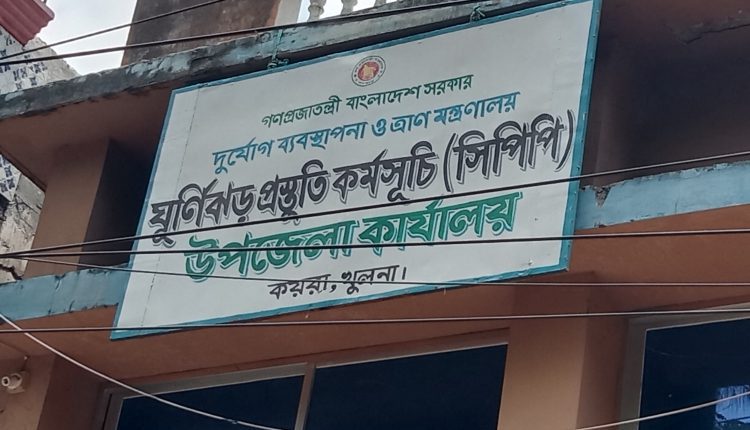 গণপ্রজাতন্ত্রী বাংলাদেশ সরকার
দুর্যোগ ব্যবস্থাপনা ও ত্রাণ মন্ত্রণালয়
ঘূর্ণিঝড় প্রস্তুতি কর্মসূচি (সিপিপি)
উপজেলা কার্যালয়
কয়রা, খুলনা।